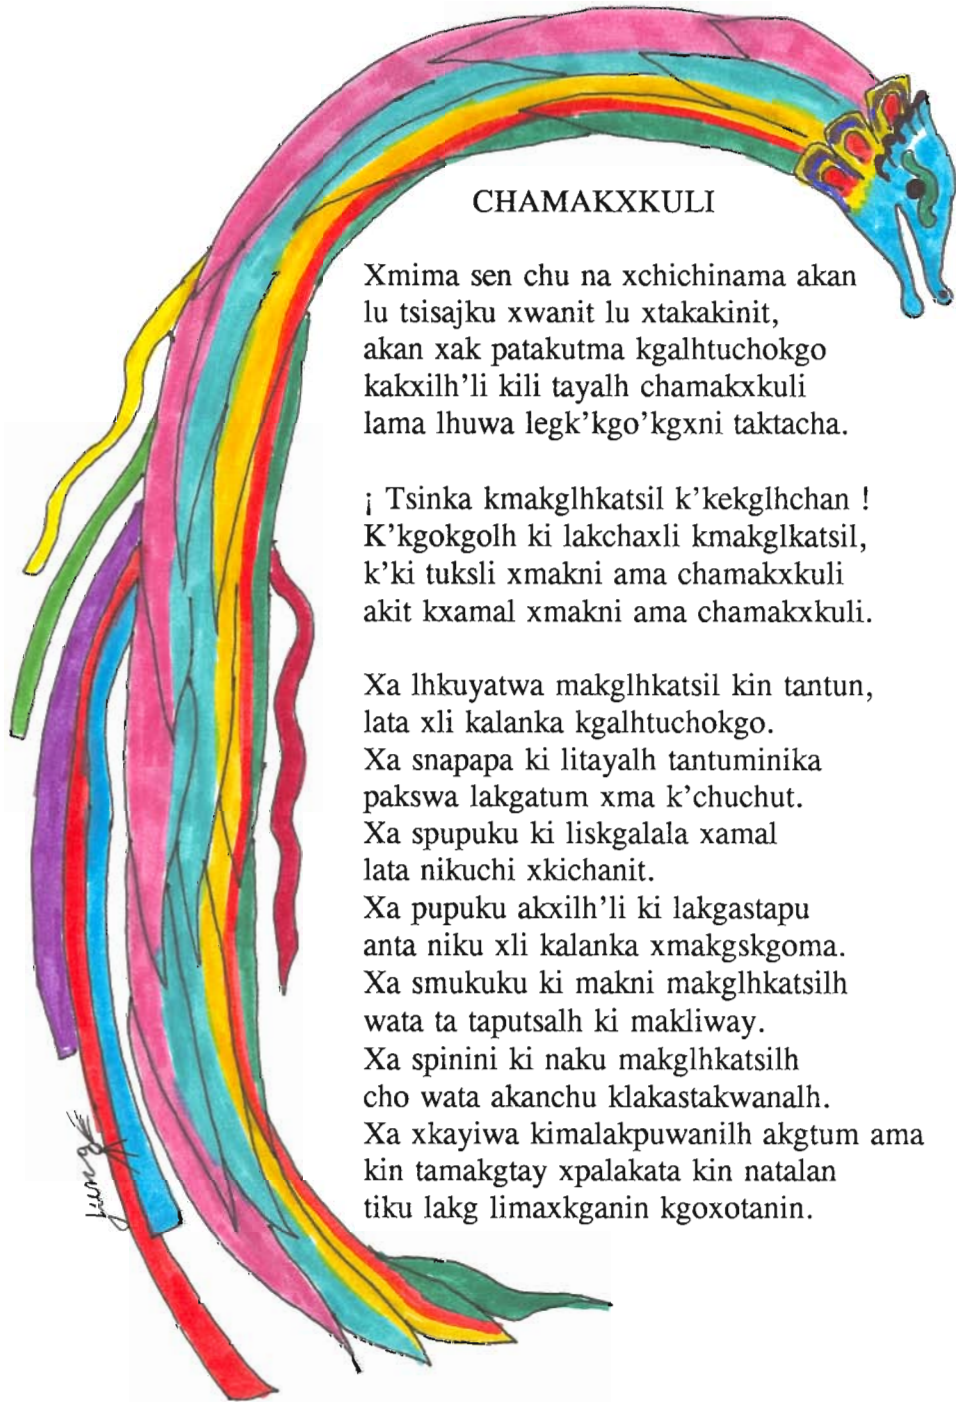 CHAMAKXKULI
Xmima sen chu na xchichinama akan
lu tsisajku xwanit lu xtakakinit,
akan xak patakutma kgalhtuchokgo
kakxilh'li kili tayalh chamakxkuli
lama lhuwa legk'kgo'kgxni taktacha.
¡ Tsinka kmakglhkatsil k'kekglhchan !
K'kgokgolh ki lakchaxli kmakglkatsil,
k'ki tuksli xmakni ama chamakxkuli
akit kxamal xmakni ama chamakxkuli.
Xa lhkuyatwa makglhkatsil kin tantun,
lata xli kalanka kgalhtuchokgo.
Xa snapapa ki litayalh tantuminika
pakswa lakgatum xma k'chuchut.
Xa spupuku ki liskgalala xamal
lata nikuchi xkichanit.
Xa pupuku akxilh'li ki lakgastapu
anta niku xli kalanka xmakgskgoma.
Xa smukuku ki makni makglhkatsilh
wata ta taputsalh ki makliway.
Xa spinini ki naku makglhkatsilh
cho wata akanchu klakastakwanalh.
Xa xkayiwa kimalakpuwanilh akgtum ama
kin tamakgtay xpalakata kin natalan
tiku lakg limaxkganin kgoxotanin.